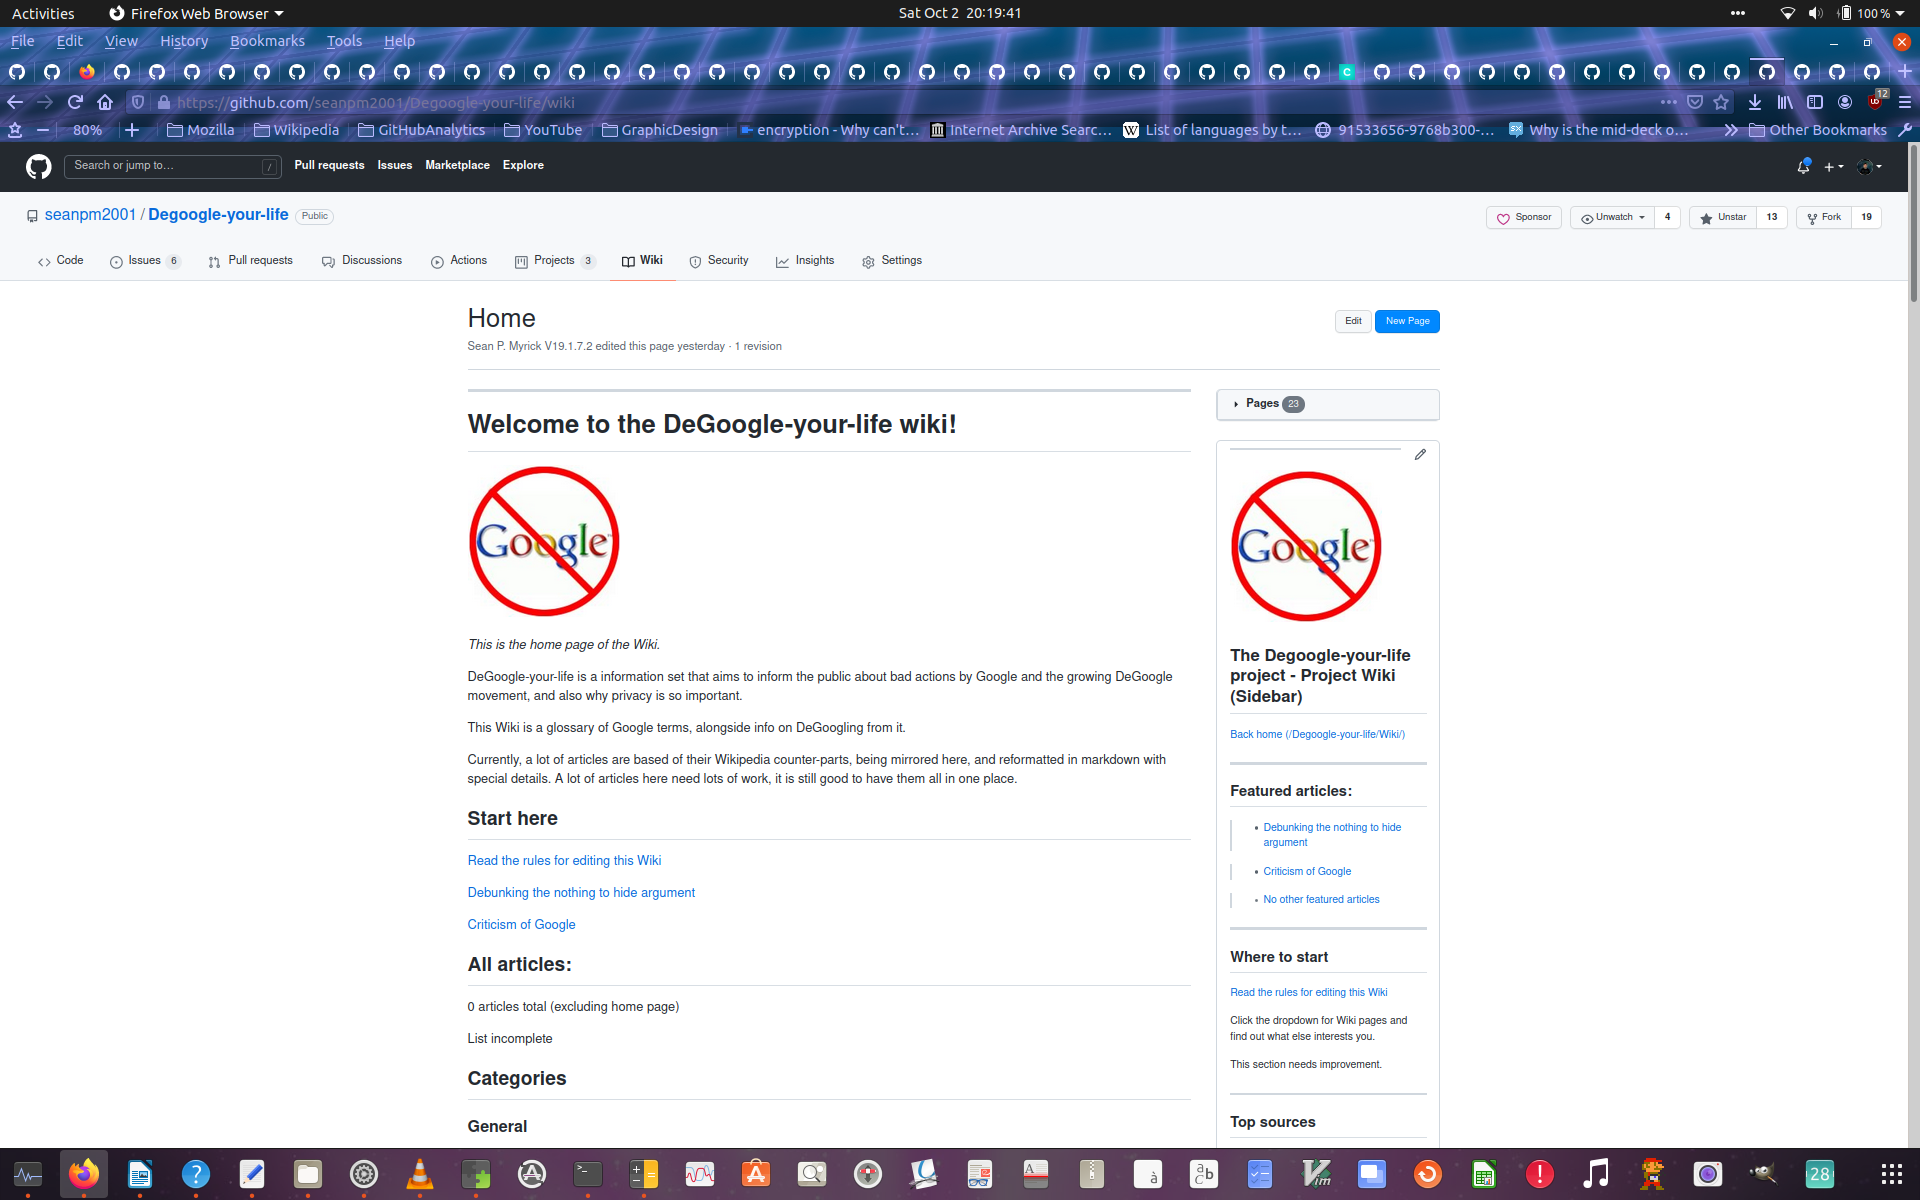 Activities Firefox Web Browser Sat Oct 2 20:19:41 100 %
File Edit View History Bookmarks Tools Help
https://github.com/seanpm2001/Degoogle-your-life/wiki 12
80% Mozilla Wikipedia GitHubAnalytics YouTube GraphicDesign encryption - Why can't... Internet Archive Searc... W List of languages by t... 91533656-9768b300-... Why is the mid-deck o... Other Bookmarks
Search or jump to... / Pull requests Issues Marketplace Explore
seanpm2001 / Degoogle-your-life Public Sponsor Unwatch 4 Unstar 13 Fork 19
Code Issues 6 Pull requests Discussions Actions Projects 3 Wiki Security Insights Settings
Home Edit New Page
Sean P. Myrick V19.1.7.2 edited this page yesterday · 1 revision
Welcome to the DeGoogle-your-life wiki!
Google
This is the home page of the Wiki.
DeGoogle-your-life is a information set that aims to inform the public about bad actions by Google and the growing DeGoogle
movement, and also why privacy is so important.
This Wiki is a glossary of Google terms, alongside info on DeGoogling from it.
Currently, a lot of articles are based of their Wikipedia counter-parts, being mirrored here, and reformatted in markdown with
special details. A lot of articles here need lots of work, it is still good to have them all in one place.
Start here
Read the rules for editing this Wiki
Debunking the nothing to hide argument
Criticism of Google
All articles:
0 articles total (excluding home page)
List incomplete
Categories
General
Pages 23
Google
The Degoogle-your-life
project - Project Wiki
(Sidebar)
Back home (/Degoogle-your-life/Wiki/)
Featured articles:
Debunking the nothing to hide
argument
Criticism of Google
No other featured articles
Where to start
Read the rules for editing this Wiki
Click the dropdown for Wiki pages and
find out what else interests you.
This section needs improvement.
Top sources
28